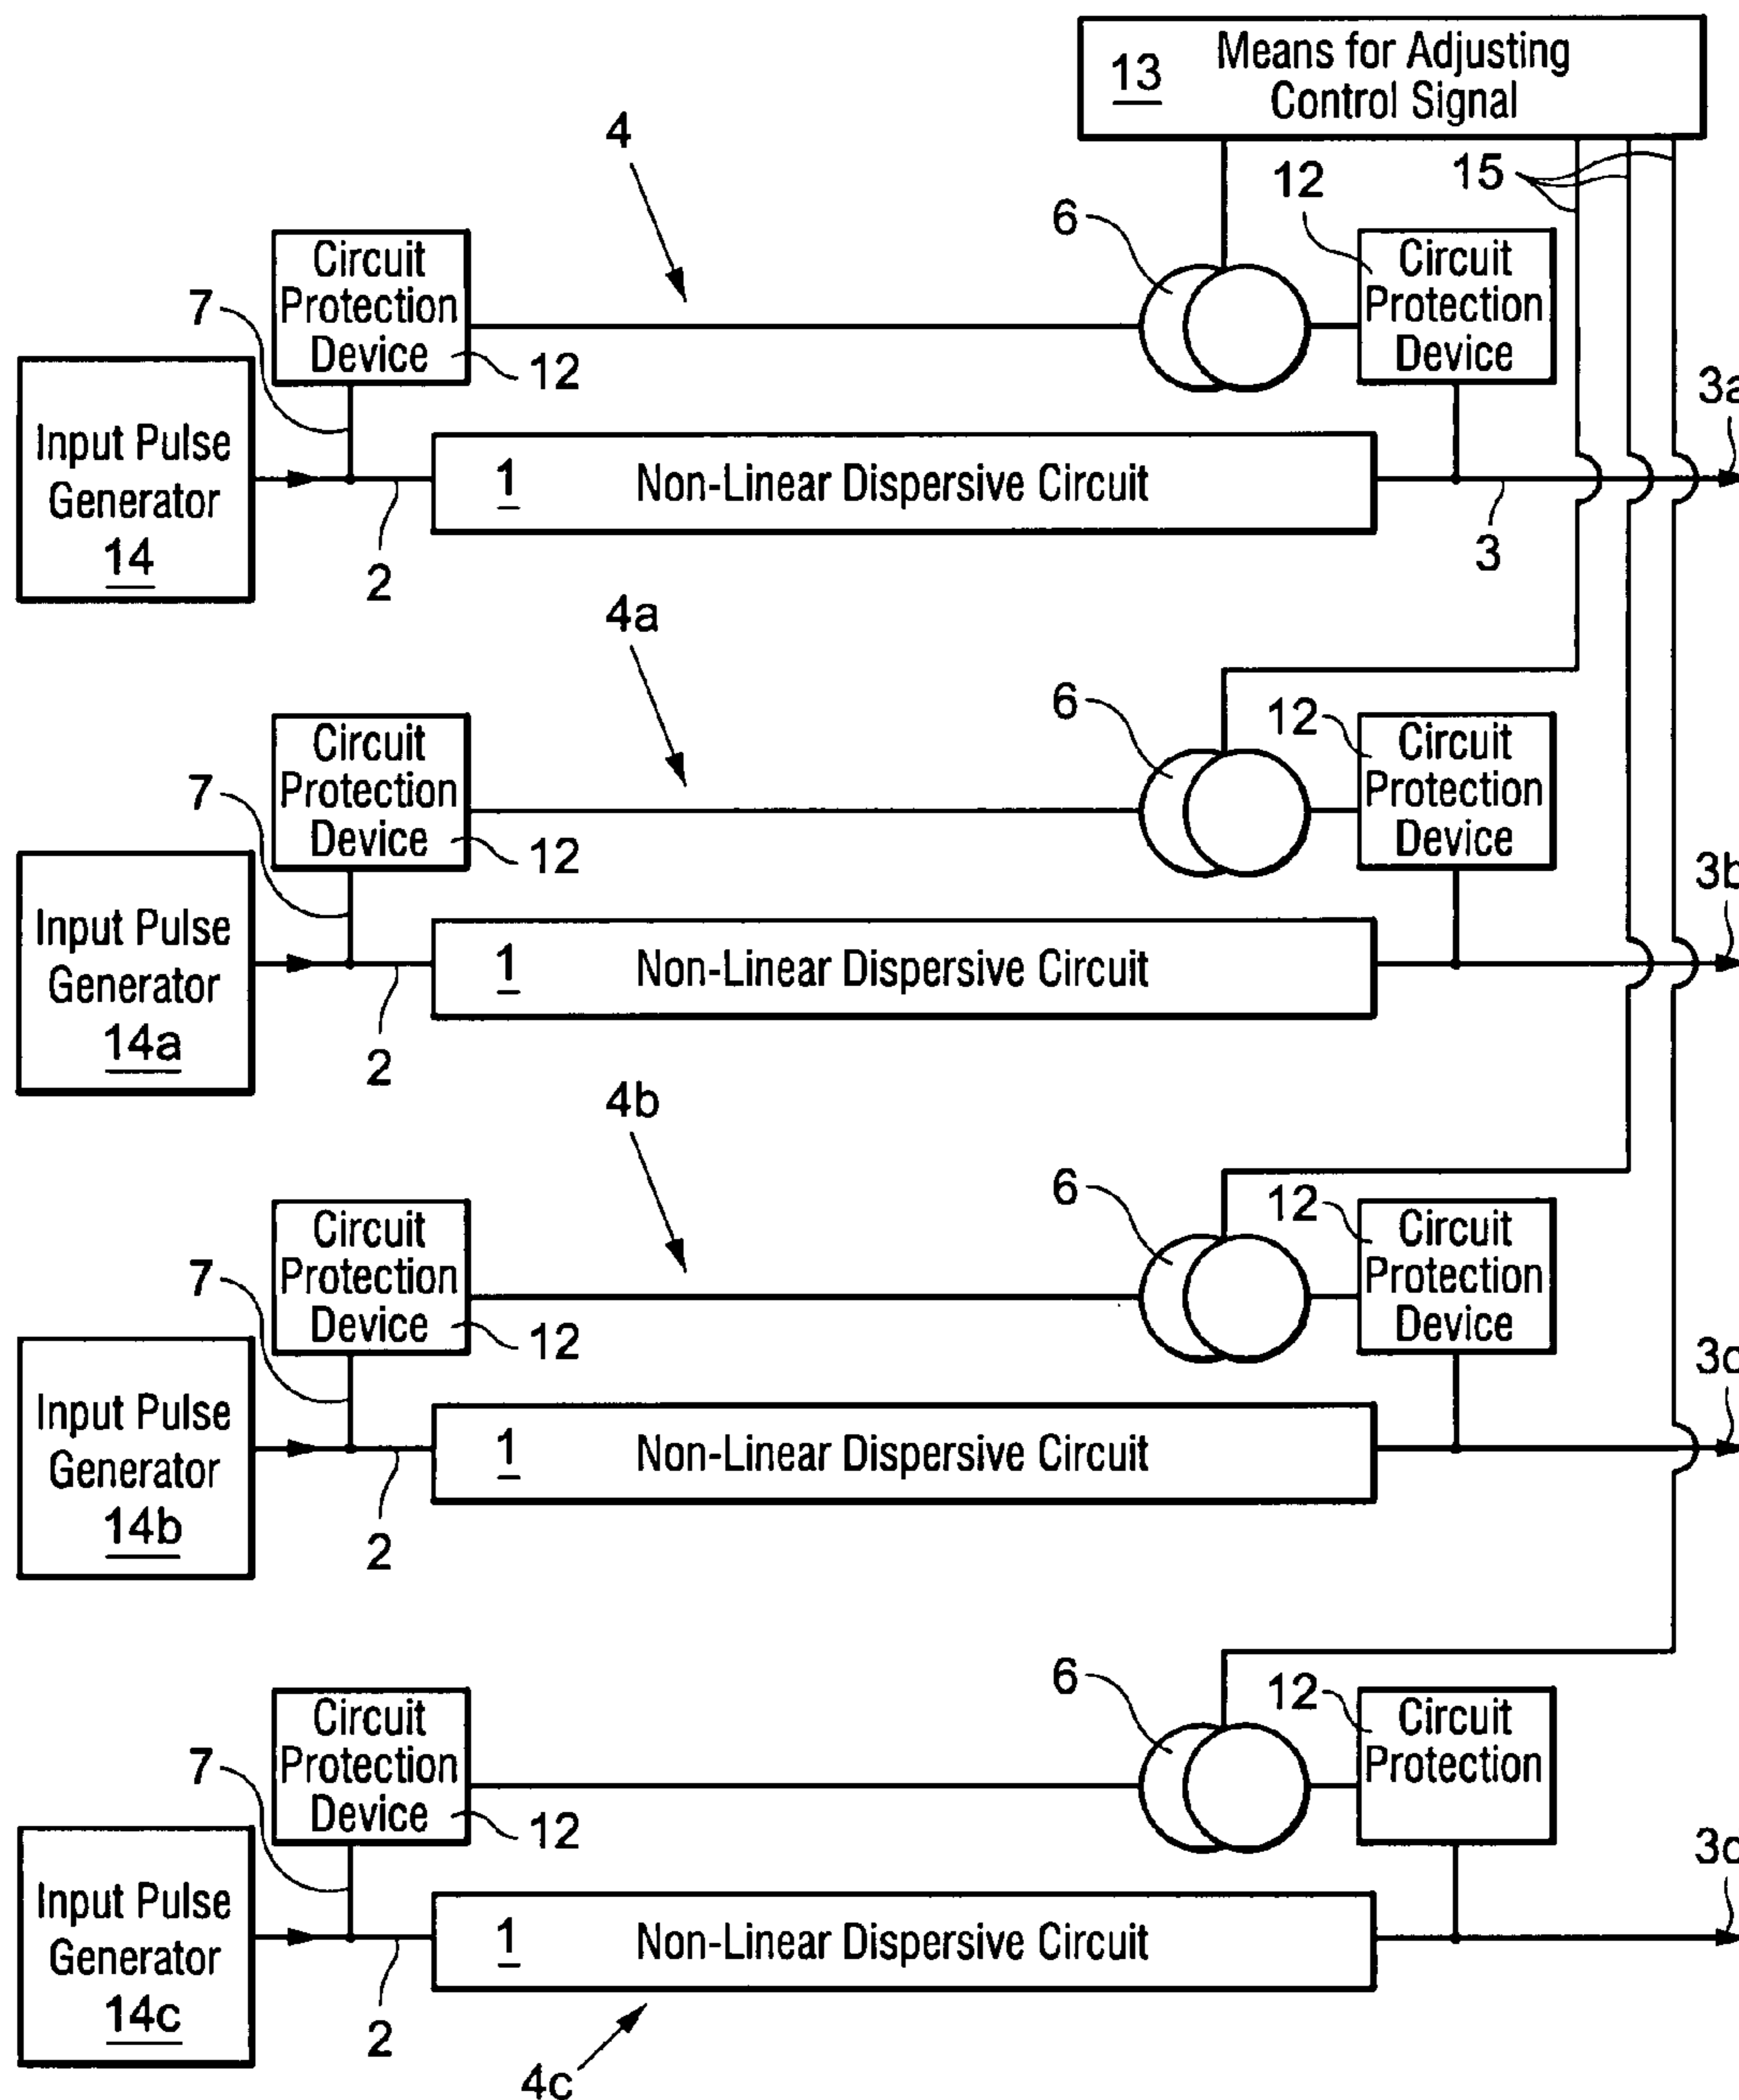 13
Means for Adjusting
Control Signal
4
15
12
6
Circuit
Protection
Device
12
7
Circuit
Protection
Device
3a
Input Pulse
Generator
14
1
Non-Linear Dispersive Circuit
2
3
4a
6
12
Circuit
Protection
Device
12
7
Circuit
Protection
Device
3b
Input Pulse
Generator
14a
1
Non-Linear Dispersive Circuit
2
4b
6
12
Circuit
Protection
Device
12
7
Circuit
Protection
Device
Input Pulse
Generator
14b
1
Non-Linear Dispersive Circuit
2
6
12
Circuit
Protection
Device
12
7
Circuit
Protection
Input Pulse
Generator
14c
1
Non-Linear Dispersive Circuit
2
4c